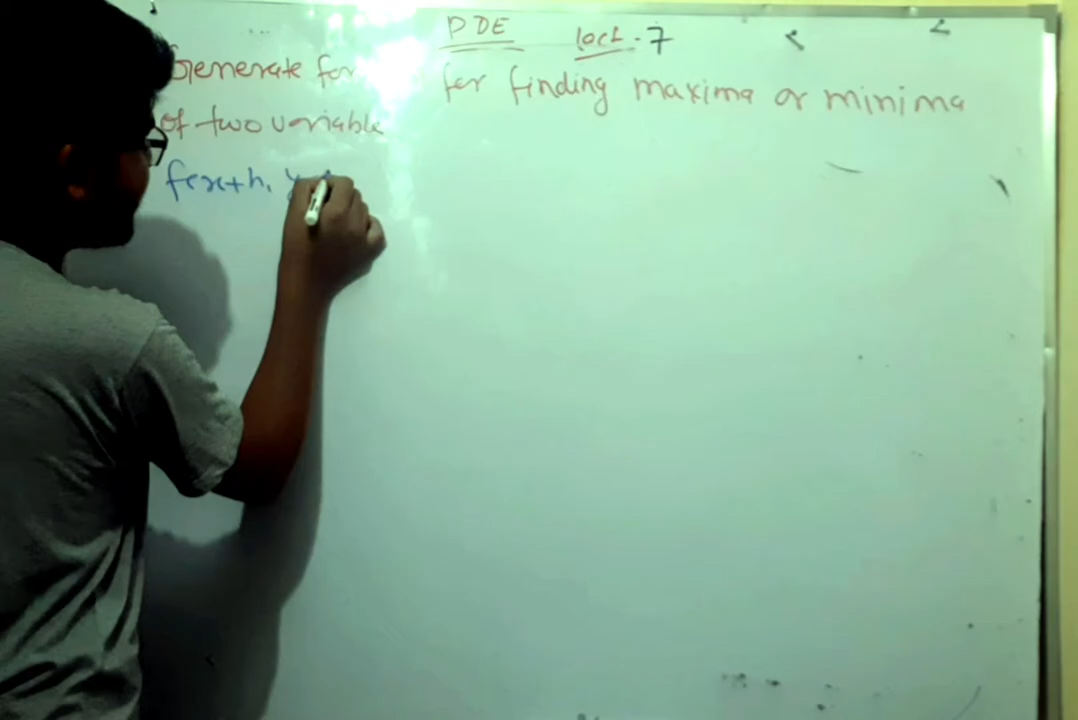 PDE lect-7
Generate for for finding maxima or minima
of two variable
f(x+h, y